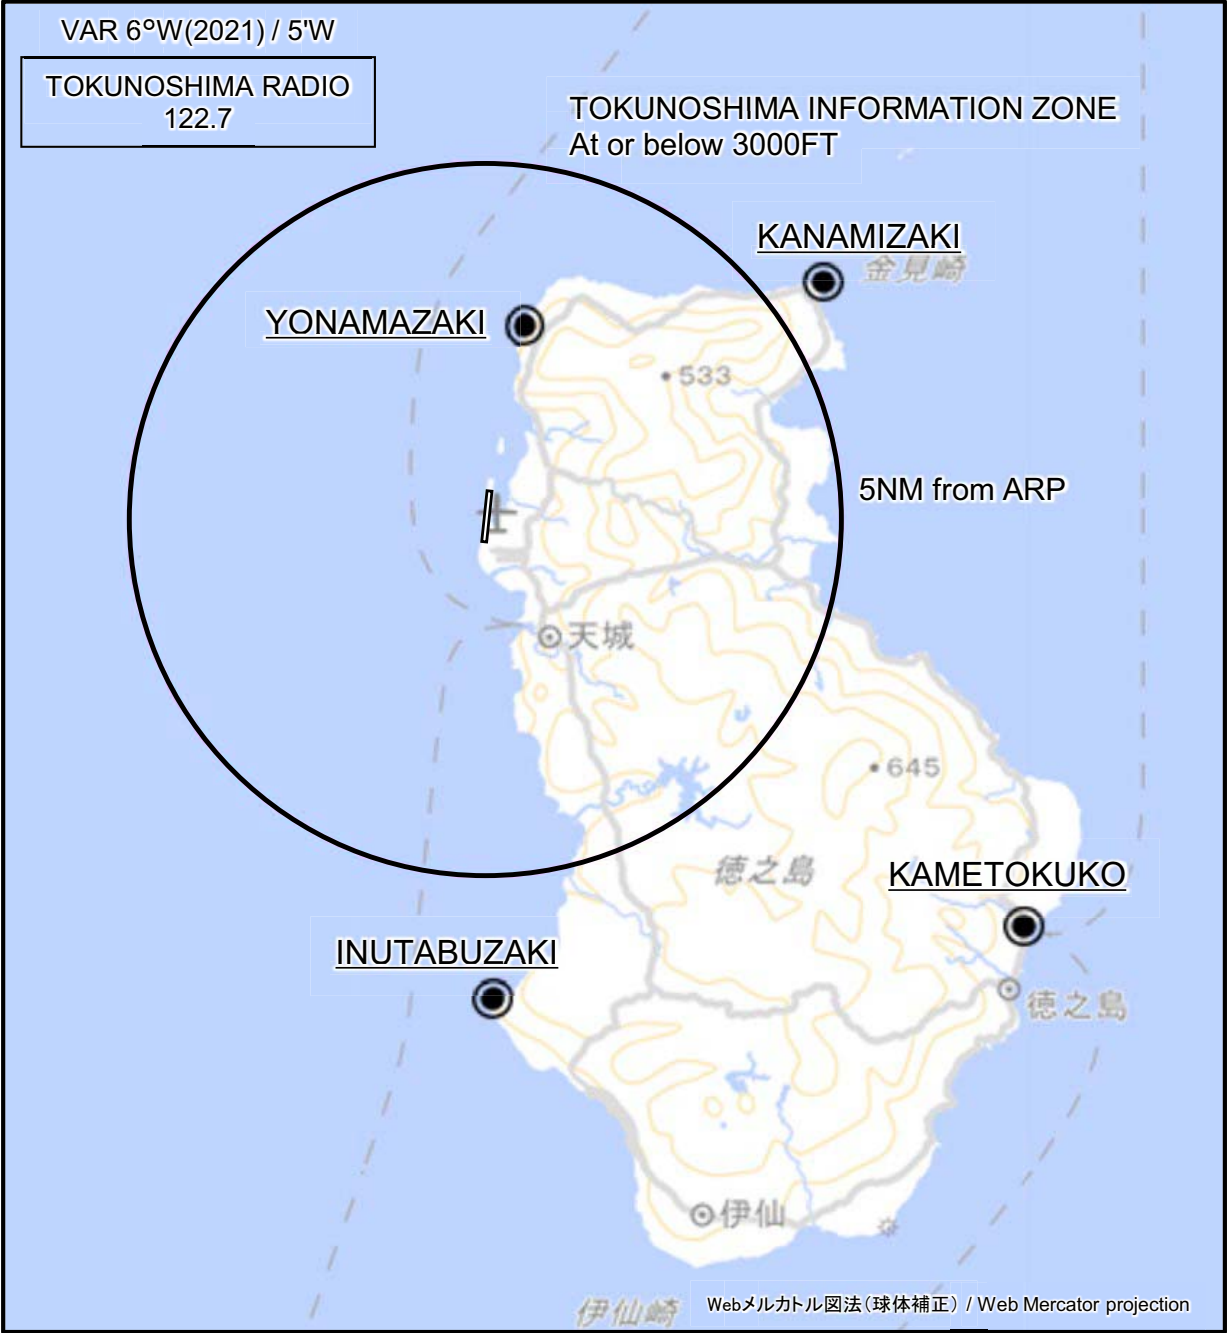 VAR 6°W(2021) / 5'W
TOKUNOSHIMA RADIO
122.7
TOKUNOSHIMA INFORMATION ZONE
At or below 3000FT
KANAMIZAKI
金見崎
YONAMAZAKI
533
5NM from ARP
天城
645
徳之島
KAMETOKUKO
INUTABUZAKI
徳之島
伊仙
伊仙崎
Webメルカトル図法（球体補正） / Web Mercator projection